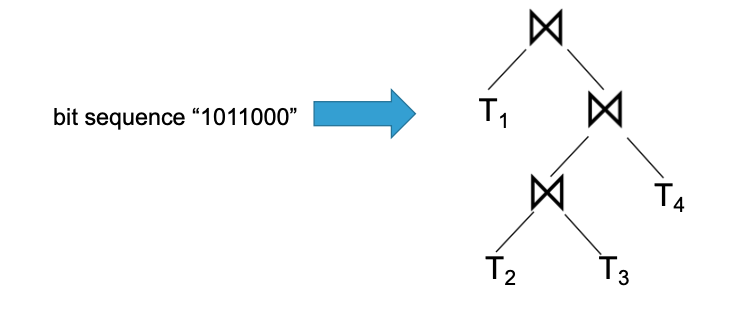 ⋈
T₁
⋈
bit sequence “1011000”
⋈
T₄
T₂
T₃